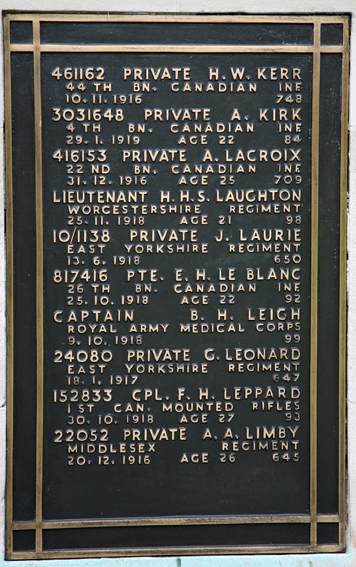 461162 PRIVATE H. W. KERR
44 TH BN. CANADIAN INF
10. 11. 1916 748
3031648 PRIVATE A. KIRK
4 TH BN. CANADIAN INF
29. 1. 1919 AGE 22 84
416153 PRIVATE A. LACROIX
22 ND BN. CANADIAN INF
31. 12. 1916 AGE 25 709
LIEUTENANT H. H. S. LAUGHTON
WORCESTERSHIRE REGIMENT
25. 11. 1918 AGE 21 98
10/1138 PRIVATE J. LAURIE
EAST YORKSHIRE REGIMENT
13. 6. 1918 650
817416 PTE. E. H. LE BLANC
26 TH BN. CANADIAN INF
25. 10. 1918 AGE 22 92
CAPTAIN B. H. LEIGH
ROYAL ARMY MEDICAL CORPS
9. 10. 1918 99
24080 PRIVATE G. LEONARD
EAST YORKSHIRE REGIMENT
18. 1. 1917 647
152833 CPL. F. H. LEPPARD
1 ST CAN. MOUNTED RIFLES
30. 10. 1918 AGE 27 93
22052 PRIVATE A. A. LIMBY
MIDDLESEX REGIMENT
20. 12. 1916 AGE 26 645